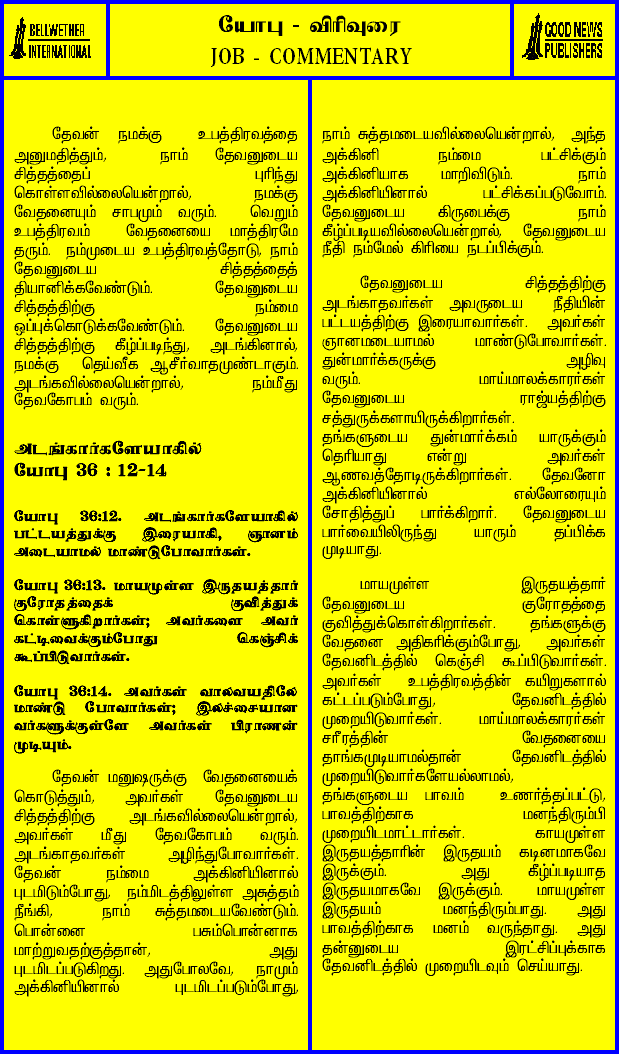 BELLWETHER
INTERNATIONAL
யோபு - விரிவுரை
JOB - COMMENTARY
GOOD NEWS
PUBLISHERS
தேவன் நமக்கு உபத்திரவத்தை
அனுமதித்தும், நாம் தேவனுடைய
சித்தத்தைப் புரிந்து
கொள்ளவில்லையென்றால், நமக்கு
வேதனையும் சாபமும் வரும். வெறும்
உபத்திரவம் வேதனையை மாத்திரமே
தரும். நம்முடைய உபத்திரவத்தோடு, நாம்
தேவனுடைய சித்தத்தைத்
தியானிக்கவேண்டும். தேவனுடைய
சித்தத்திற்கு நம்மை
ஒப்புக்கொடுக்கவேண்டும். தேவனுடைய
சித்தத்திற்கு கீழ்ப்படிந்து, அடங்கினால்,
நமக்கு தெய்வீக ஆசீர்வாதமுண்டாகும்.
அடங்கவில்லையென்றால், நம்மீது
தேவகோபம் வரும்.
அடங்கார்களேயாகில்
யோபு 36 : 12-14
யோபு 36:12. அடங்கார்களேயாகில்
பட்டயத்துக்கு இரையாகி, ஞானம்
அடையாமல் மாண்டுபோவார்கள்.
யோபு 36:13. மாயமுள்ள இருதயத்தார்
குரோதத்தைக் குவித்துக்
கொள்ளுகிறார்கள்; அவர்களை அவர்
கட்டிவைக்கும்போது கெஞ்சிக்
கூப்பிடுவார்கள்.
யோபு 36:14. அவர்கள் வாலவயதிலே
மாண்டு போவார்கள்; இலச்சையான
வர்களுக்குள்ளே அவர்கள் பிராணன்
முடியும்.
தேவன் மனுஷருக்கு வேதனையைக்
கொடுத்தும், அவர்கள் தேவனுடைய
சித்தத்திற்கு அடங்கவில்லையென்றால்,
அவர்கள் மீது தேவகோபம் வரும்.
அடங்காதவர்கள் அழிந்துபோவார்கள்.
தேவன் நம்மை அக்கினியினால்
புடமிடும்போது, நம்மிடத்திலுள்ள அசுத்தம்
நீங்கி, நாம் சுத்தமடையவேண்டும்.
பொன்னை பசும்பொன்னாக
மாற்றுவதற்குத்தான், அது
புடமிடப்படுகிறது. அதுபோலவே, நாமும்
அக்கினியினால் புடமிடப்படும்போது,
நாம் சுத்தமடையவில்லையென்றால், அந்த
அக்கினி நம்மை பட்சிக்கும்
அக்கினியாக மாறிவிடும். நாம்
அக்கினியினால் பட்சிக்கப்படுவோம்.
தேவனுடைய கிருபைக்கு நாம்
கீழ்ப்படியவில்லையென்றால், தேவனுடைய
நீதி நம்மேல் கிரியை நடப்பிக்கும்.
தேவனுடைய சித்தத்திற்கு
அடங்காதவர்கள் அவருடைய நீதியின்
பட்டயத்திற்கு இரையாவார்கள். அவர்கள்
ஞானமடையாமல் மாண்டுபோவார்கள்.
துன்மார்க்கருக்கு அழிவு
வரும். மாய்மாலக்காரர்கள்
தேவனுடைய ராஜ்யத்திற்கு
சத்துருக்களாயிருக்கிறார்கள்.
தங்களுடைய துன்மார்க்கம் யாருக்கும்
தெரியாது என்று அவர்கள்
ஆணவத்தோடிருக்கிறார்கள். தேவனோ
அக்கினியினால் எல்லோரையும்
சோதித்துப் பார்க்கிறார். தேவனுடைய
பார்வையிலிருந்து யாரும் தப்பிக்க
முடியாது.
மாயமுள்ள இருதயத்தார்
தேவனுடைய குரோதத்தை
குவித்துக்கொள்கிறார்கள். தங்களுக்கு
வேதனை அதிகரிக்கும்போது, அவர்கள்
தேவனிடத்தில் கெஞ்சி கூப்பிடுவார்கள்.
அவர்கள் உபத்திரவத்தின் கயிறுகளால்
கட்டப்படும்போது, தேவனிடத்தில்
முறையிடுவார்கள். மாய்மாலக்காரர்கள்
சரீரத்தின் வேதனையை
தாங்கமுடியாமல்தான் தேவனிடத்தில்
முறையிடுவார்களேயல்லாமல்,
தங்களுடைய பாவம் உணர்த்தப்பட்டு,
பாவத்திற்காக மனந்திரும்பி
முறையிடமாட்டார்கள். காயமுள்ள
இருதயத்தாரின் இருதயம் கடினமாகவே
இருக்கும். அது கீழ்ப்படியாத
இருதயமாகவே இருக்கும். மாயமுள்ள
இருதயம் மனந்திரும்பாது. அது
பாவத்திற்காக மனம் வருந்தாது. அது
தன்னுடைய இரட்சிப்புக்காக
தேவனிடத்தில் முறையிடவும் செய்யாது.